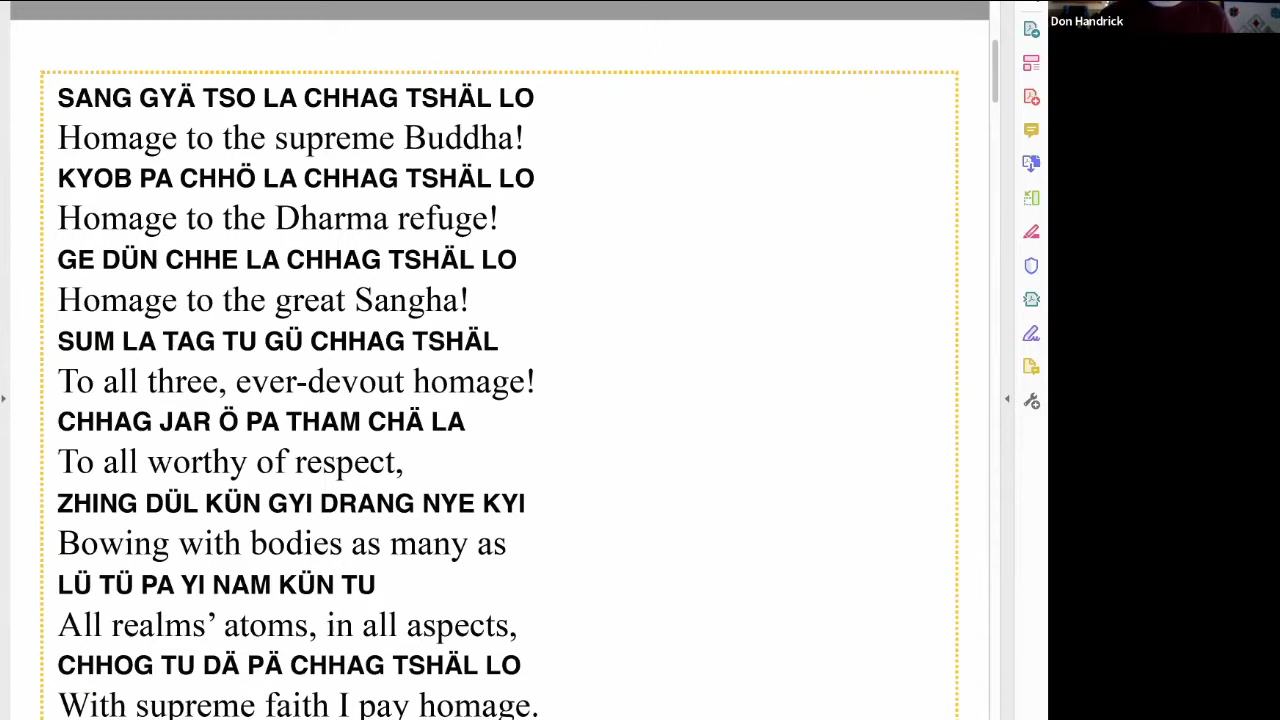 Don Handrick
SANG GYÄ TSO LA CHHAG TSHÄL LO
Homage to the supreme Buddha!
KYOB PA CHHÖ LA CHHAG TSHÄL LO
Homage to the Dharma refuge!
GE DÜN CHHE LA CHHAG TSHÄL LO
Homage to the great Sangha!
SUM LA TAG TU GÜ CHHAG TSHÄL
To all three, ever-devout homage!
CHHAG JAR Ö PA THAM CHÄ LA
To all worthy of respect,
ZHING DÜL KÜN GYI DRANG NYE KYI
Bowing with bodies as many as
LÜ TÜ PA YI NAM KÜN TU
All realms’ atoms, in all aspects,
CHHOG TU DÄ PÄ CHHAG TSHÄL LO
With supreme faith I pay homage.